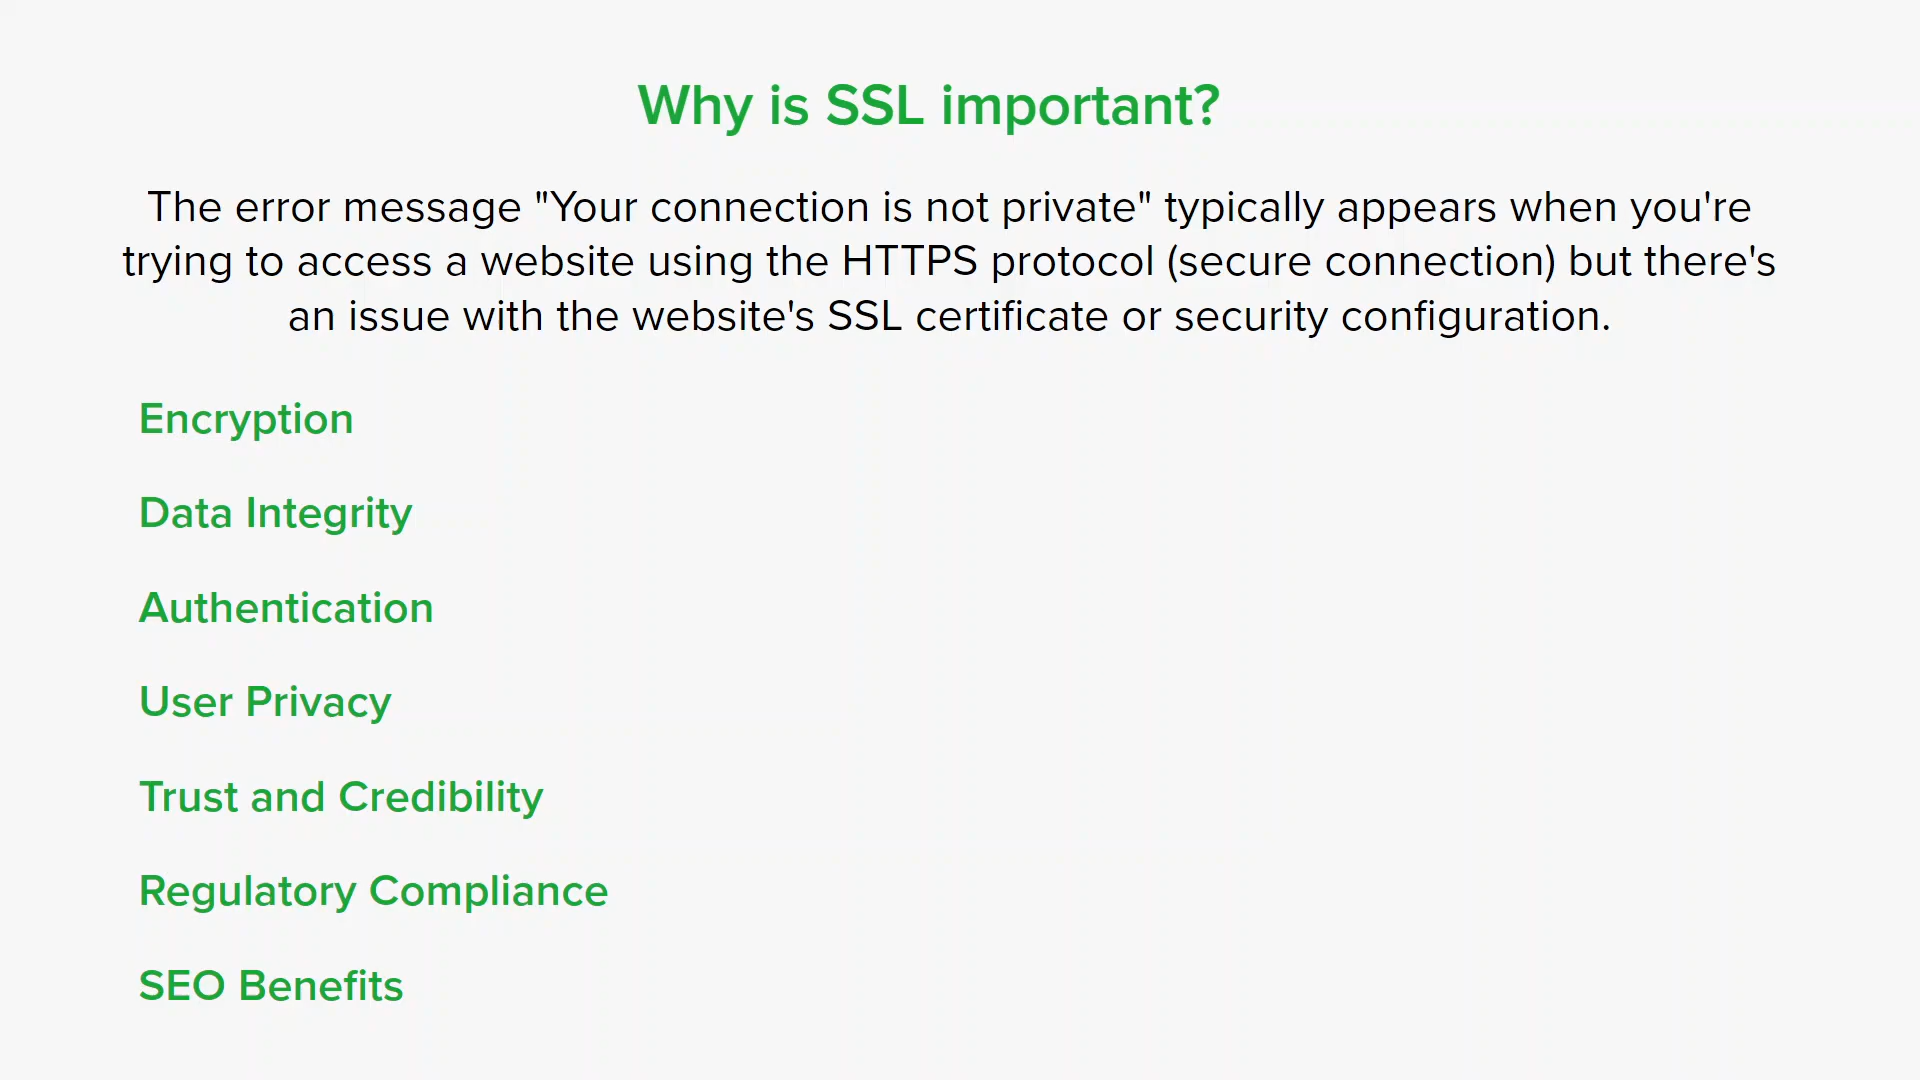 Why is SSL important?
The error message "Your connection is not private" typically appears when you're
trying to access a website using the HTTPS protocol (secure connection) but there's
an issue with the website's SSL certificate or security configuration.
Encryption
Data Integrity
Authentication
User Privacy
Trust and Credibility
Regulatory Compliance
SEO Benefits